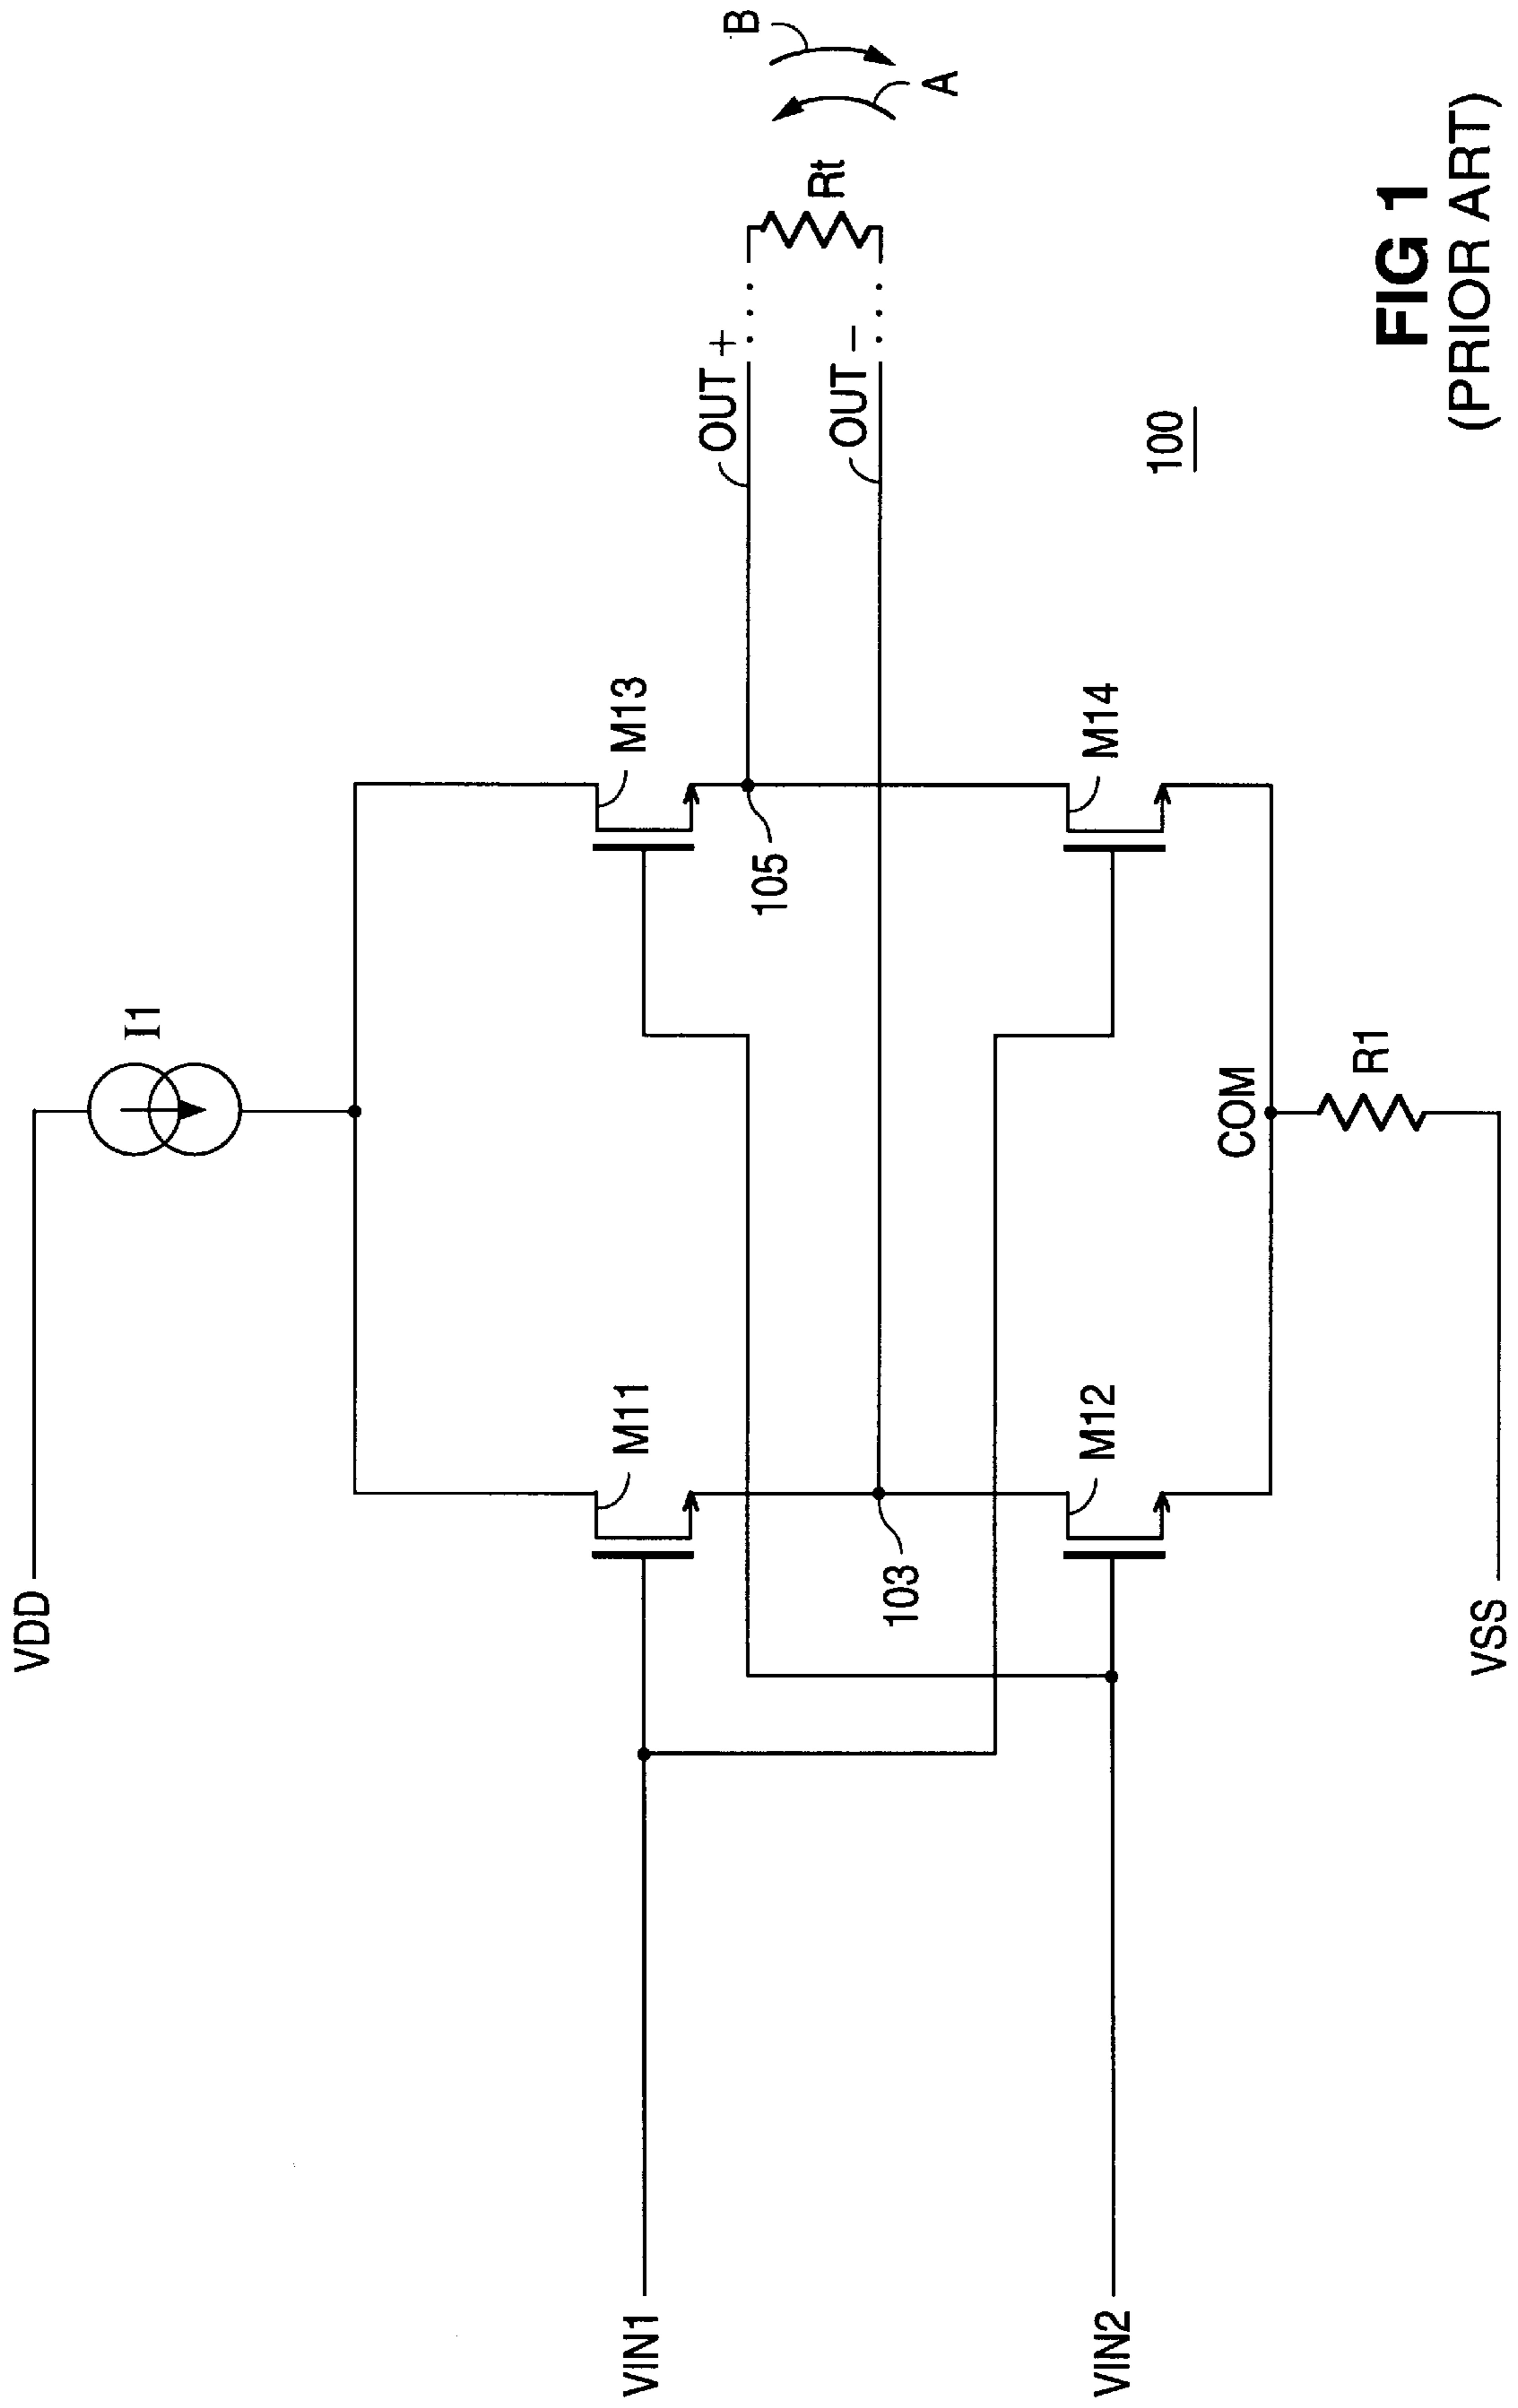 VDD
I1
M11
M13
VIN1
OUT +
105
Rt
B
A
OUT -
103
M12
M14
VIN2
COM
100
R1
VSS
FIG 1
(PRIOR ART)